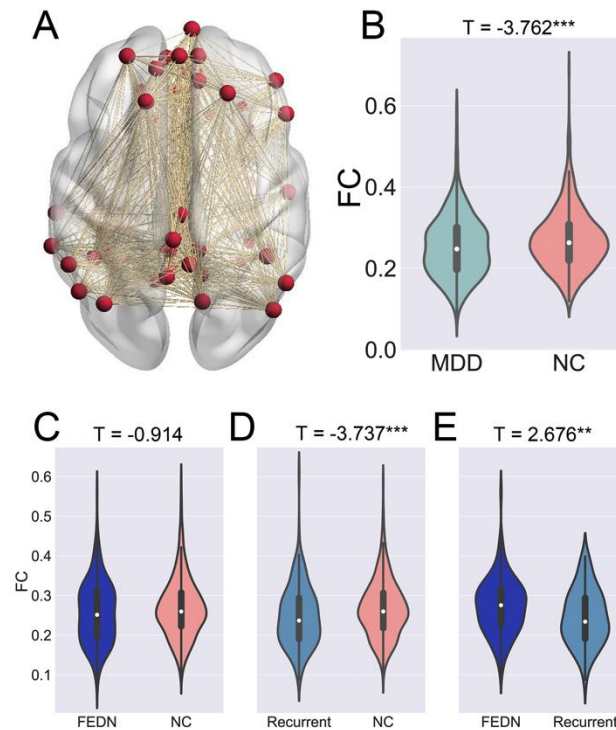 A
B
T = -3.762***
FC
0.6
0.4
0.2
0.0
MDD NC
C
T = -0.914
D
T = -3.737***
E
T = 2.676**
FC
0.6
0.5
0.4
0.3
0.2
0.1
FEDN NC
Recurrent NC
FEDN Recurrent